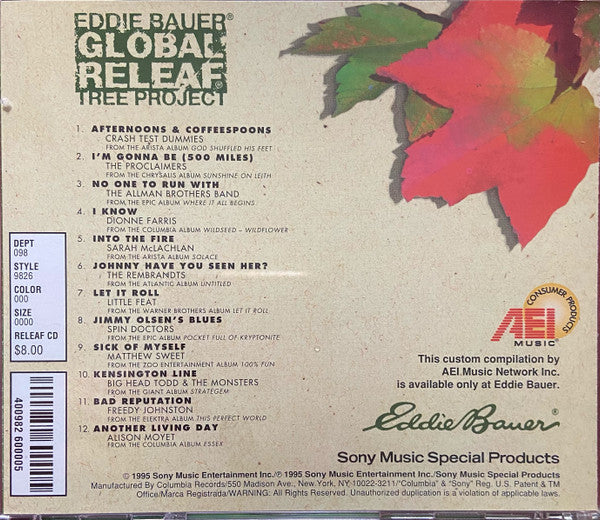 EDDIE BAUER®
GLOBAL
RELEAF®
TREE PROJECT
1. AFTERNOONS & COFFEESPOONS
CRASH TEST DUMMIES
FROM THE ARISTA ALBUM GOD SHUFFLED HIS FEET
2. I'M GONNA BE (500 MILES)
THE PROCLAIMERS
FROM THE CHRYSALIS ALBUM SUNSHINE ON LEITH
3. NO ONE TO RUN WITH
THE ALLMAN BROTHERS BAND
FROM THE EPIC ALBUM WHERE IT ALL BEGINS
4. I KNOW
DIONNE FARRIS
FROM THE COLUMBIA ALBUM WILDSEED - WILDFLOWER
5. INTO THE FIRE
SARAH McLACHLAN
FROM THE ARISTA ALBUM SOLACE
6. JOHNNY HAVE YOU SEEN HER?
THE REMBRANDTS
FROM THE ATLANTIC ALBUM UNTITLED
7. LET IT ROLL
LITTLE FEAT
FROM THE WARNER BROTHERS ALBUM LET IT ROLL
8. JIMMY OLSEN'S BLUES
SPIN DOCTORS
FROM THE EPIC ALBUM POCKET FULL OF KRYPTONITE
9. SICK OF MYSELF
MATTHEW SWEET
FROM THE ZOO ENTERTAINMENT ALBUM 100% FUN
10. KENSINGTON LINE
BIG HEAD TODD & THE MONSTERS
FROM THE GIANT ALBUM STRATEGEM
11. BAD REPUTATION
FREEDY JOHNSTON
FROM THE ELEKTRA ALBUM THIS PERFECT WORLD
12. ANOTHER LIVING DAY
ALISON MOYET
FROM THE COLUMBIA ALBUM ESSEX
DEPT
098
STYLE
9826
COLOR
000
SIZE
0000
RELEAF CD
$8.00
400982 600005
CONSUMER PRODUCTS
AEI
MUSIC®
This custom compilation by
AEI Music Network Inc.
is available only at Eddie Bauer.
Eddie Bauer®
Sony Music Special Products
© 1995 Sony Music Entertainment Inc./℗ 1995 Sony Music Entertainment Inc./Sony Music Special Products
Manufactured By Columbia Records/550 Madison Ave., New York, NY-10022-3211/"Columbia" & "Sony" Reg. U.S. Patent & TM
Office/Marca Registrada/WARNING: All Rights Reserved. Unauthorized duplication is a violation of applicable laws.